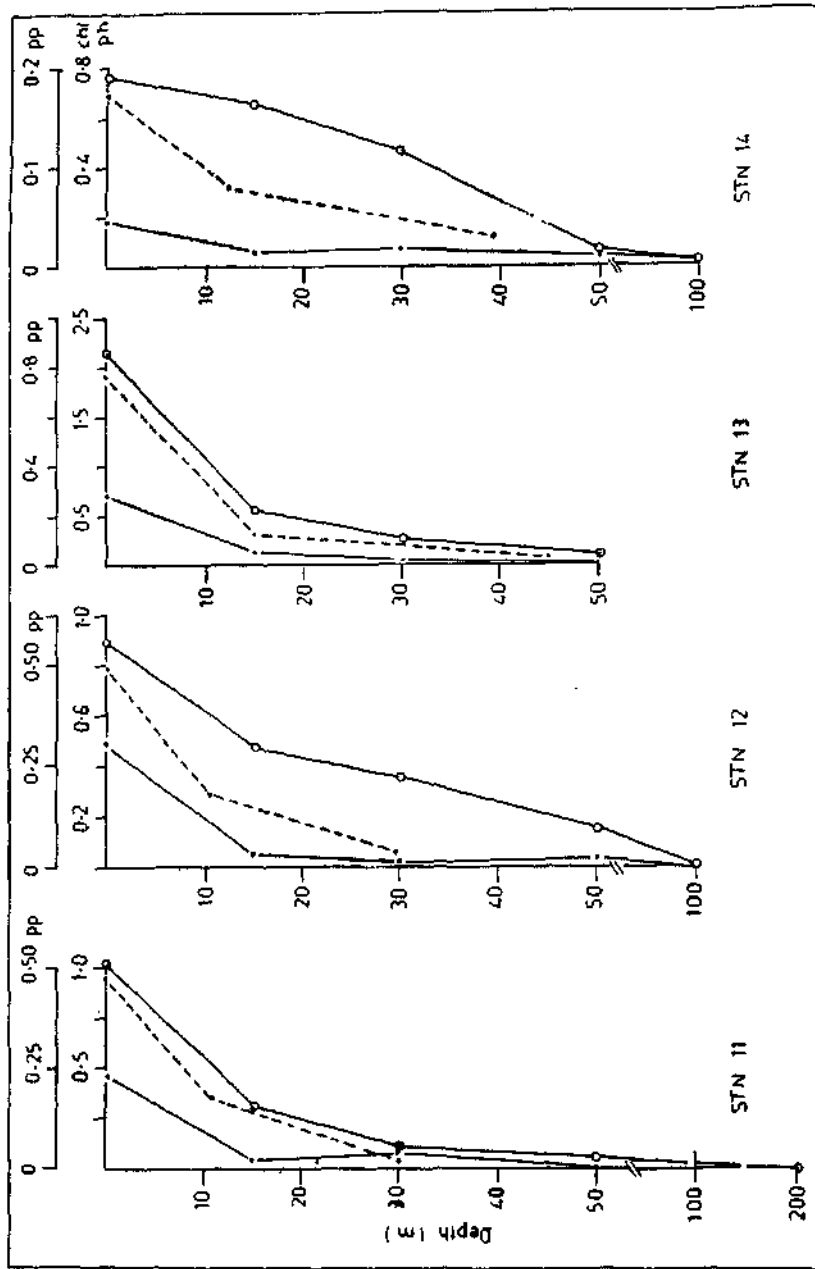 0 0·25 0·50 pp 0 0·25 0·50 pp 0 0·4 0·8 pp 0 0·1 0·2 pp
0·5 1·0 0·2 0·6 1·0 0·5 1·5 2·5 0·4 0·8 chl
ph
10 10 10 10
20 20 20 20
30 30 30 30
40 40 40 40
50 50 50 50
100 100 100
200
Depth (m)
STN 11 STN 12 STN 13 STN 14